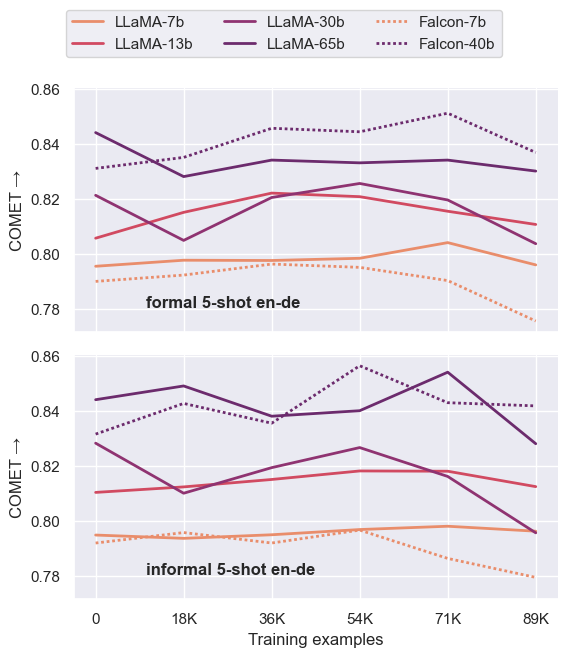 LLaMA-7b LLaMA-30b Falcon-7b
LLaMA-13b LLaMA-65b Falcon-40b
0.86
0.84
0.82
0.80
0.78
COMET →
formal 5-shot en-de
0.86
0.84
0.82
0.80
0.78
COMET →
informal 5-shot en-de
0 18K 36K 54K 71K 89K
Training examples